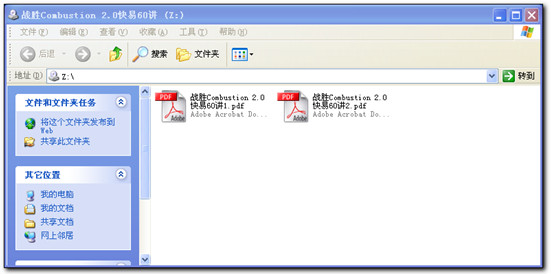 战胜Combustion 2.0快易60讲 (Z:)
文件(F) 编辑(E) 查看(V) 收藏(A) 工具(T) 帮助(H)
后退 搜索 文件夹
地址(D) Z:\ 转到
文件和文件夹任务
将这个文件夹发布到
Web
共享此文件夹
其它位置
我的电脑
我的文档
共享文档
网上邻居
PDF
Adobe
战胜Combustion 2.0
快易60讲1.pdf
Adobe Acrobat Do...
PDF
Adobe
战胜Combustion 2.0
快易60讲2.pdf
Adobe Acrobat Do...